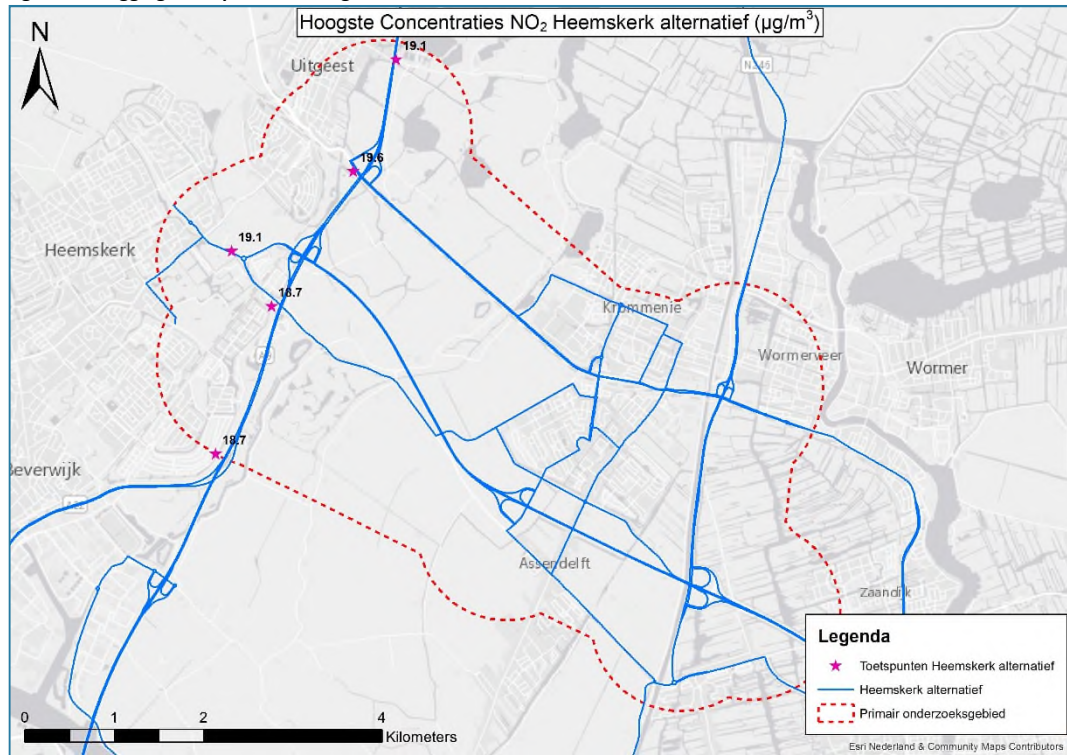 Hoogste Concentraties NO₂ Heemskerk alternatief (µg/m³)
N
19.1
Uitgeest
N246
19.6
19.1
Heemskerk
18.7
Krommenie
Wormerveer
Wormer
18.7
Beverwijk
A22
Assendelft
Zaandijk
Legenda
Toetspunten Heemskerk alternatief
Heemskerk alternatief
Primair onderzoeksgebied
0 1 2 4
Kilometers
Esri Nederland & Community Maps Contributors